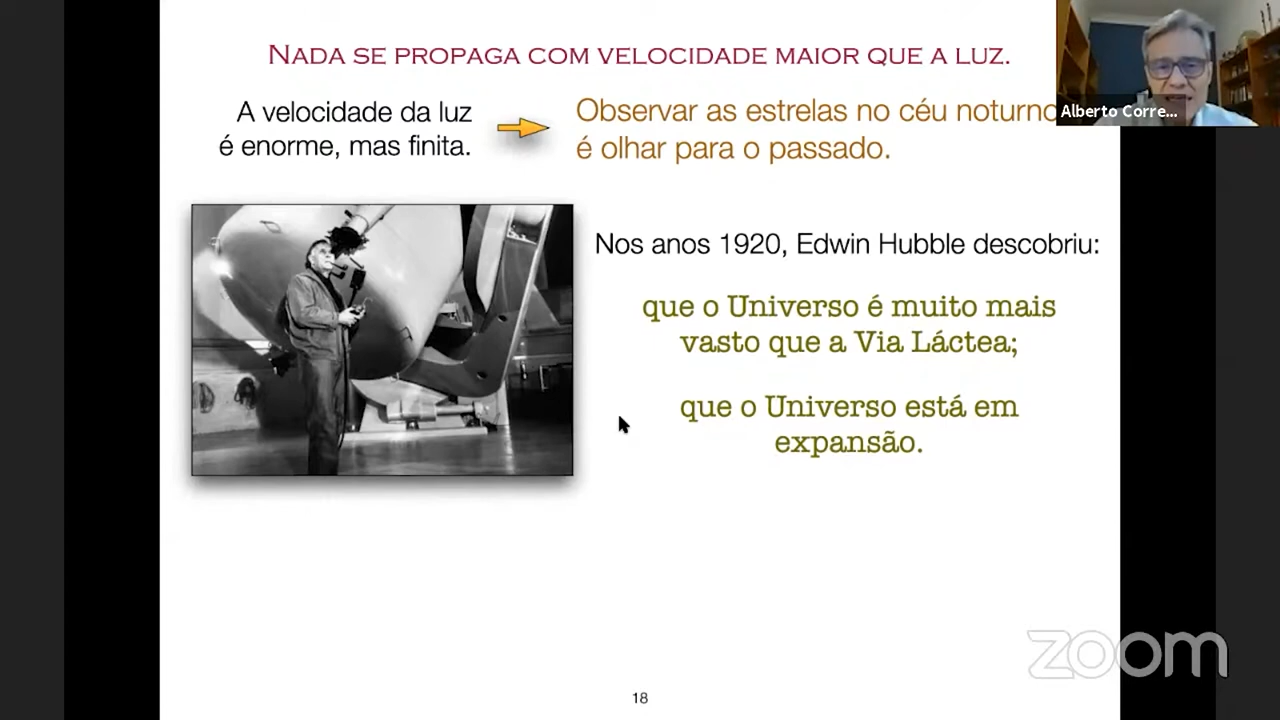 Nada se propaga com velocidade maior que a luz.
A velocidade da luz
é enorme, mas finita.
Observar as estrelas no céu noturno
é olhar para o passado.
Alberto Corre...
Nos anos 1920, Edwin Hubble descobriu:
que o Universo é muito mais
vasto que a Via Láctea;
que o Universo está em
expansão.
zoom
18